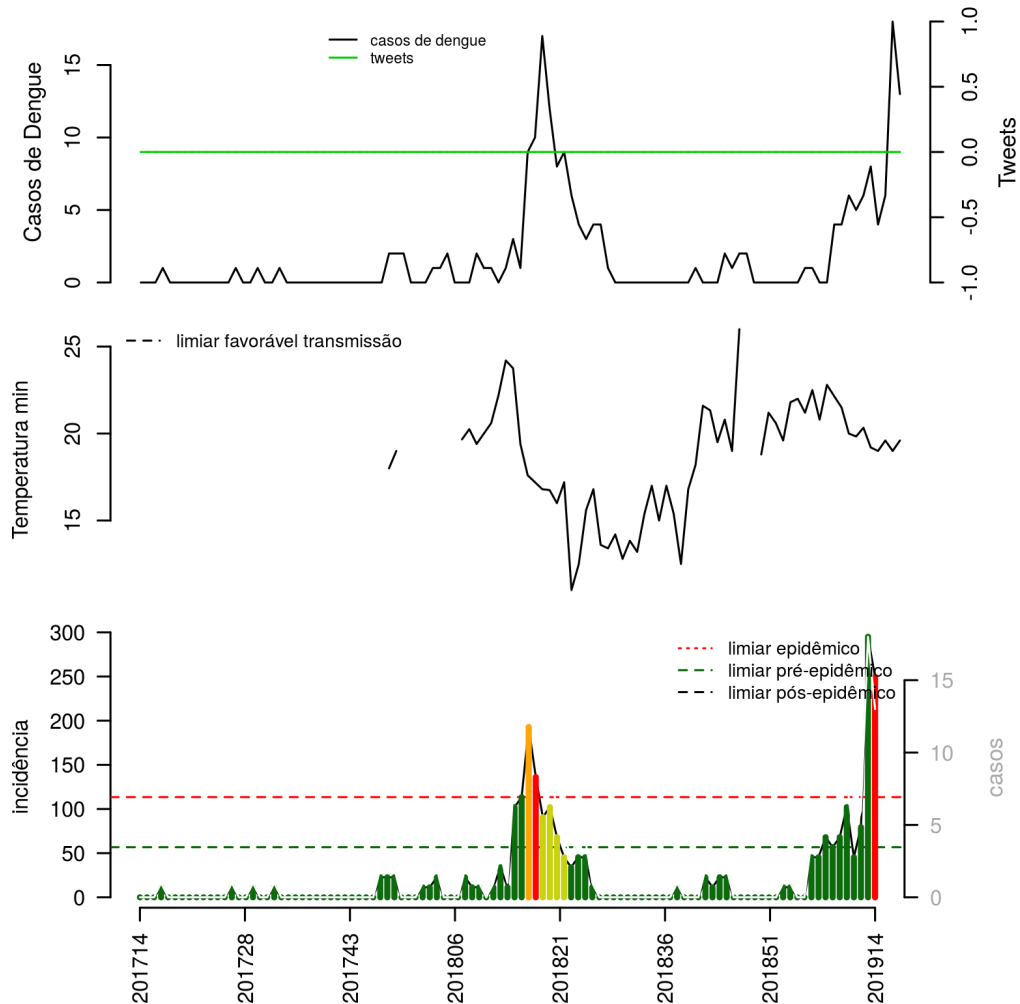 casos de dengue
tweets
Casos de Dengue
0
5
10
15
-1.0
-0.5
0.0
0.5
1.0
Tweets
limiar favorável transmissão
Temperatura min
15
20
25
limiar epidêmico
limiar pré-epidêmico
limiar pós-epidêmico
incidência
300
250
200
150
100
50
0
15
10
5
0
casos
201714
201728
201743
201806
201821
201836
201851
201914